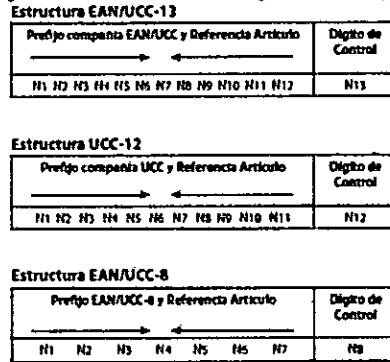 Estructura EAN/UCC-13
Prefijo compañía EAN/UCC y Referencia Artículo
Dígito de
Control
N1 N2 N3 N4 N5 N6 N7 N8 N9 N10 N11 N12
N13
Estructura UCC-12
Prefijo compañía UCC y Referencia Artículo
Dígito de
Control
N1 N2 N3 N4 N5 N6 N7 N8 N9 N10 N11
N12
Estructura EAN/UCC-8
Prefijo EAN/UCC-8 y Referencia Artículo
Dígito de
Control
N1 N2 N3 N4 N5 N6 N7
N8